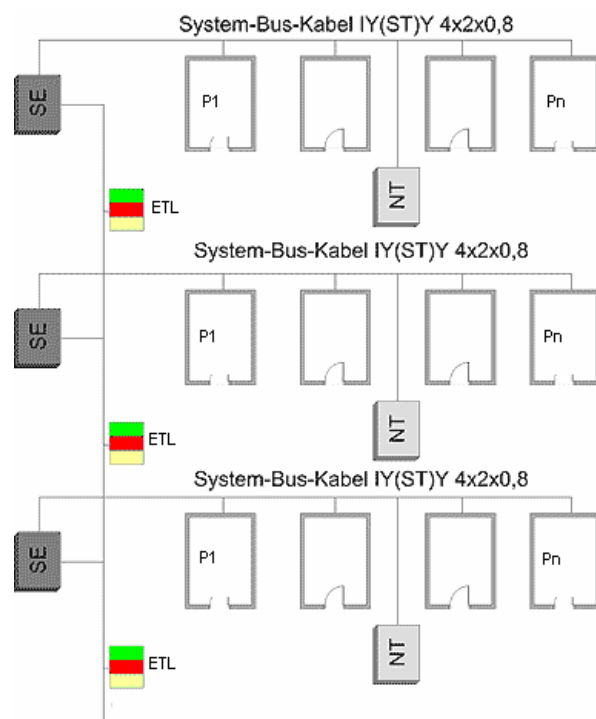 System-Bus-Kabel IY(ST)Y 4x2x0,8
SE
P1
Pn
NT
ETL
System-Bus-Kabel IY(ST)Y 4x2x0,8
SE
P1
Pn
NT
ETL
System-Bus-Kabel IY(ST)Y 4x2x0,8
SE
P1
Pn
NT
ETL